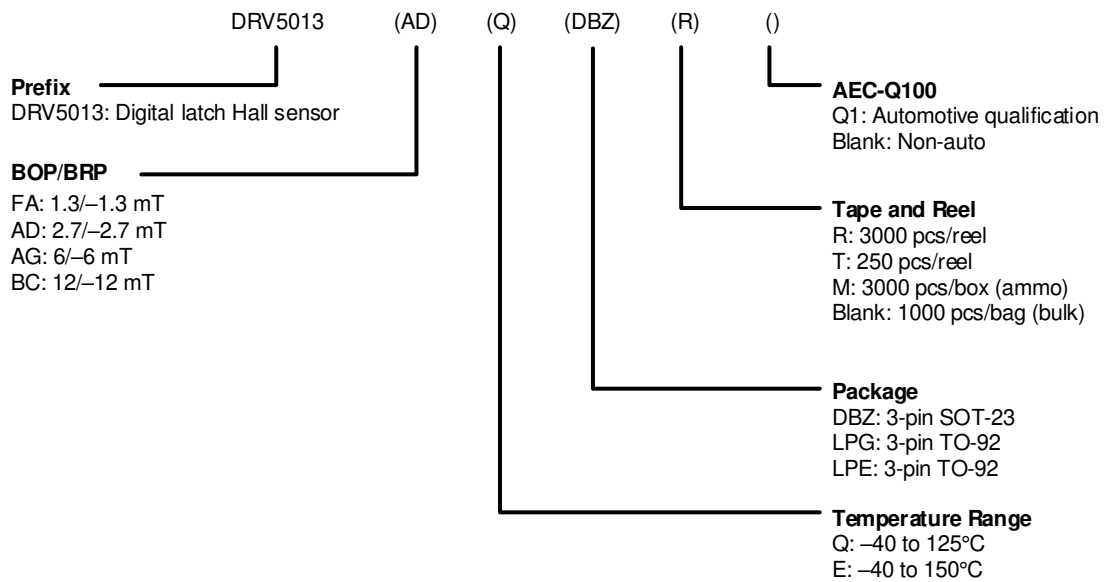 DRV5013 (AD) (Q) (DBZ) (R) ()
Prefix
DRV5013: Digital latch Hall sensor
BOP/BRP
FA: 1.3/–1.3 mT
AD: 2.7/–2.7 mT
AG: 6/–6 mT
BC: 12/–12 mT
AEC-Q100
Q1: Automotive qualification
Blank: Non-auto
Tape and Reel
R: 3000 pcs/reel
T: 250 pcs/reel
M: 3000 pcs/box (ammo)
Blank: 1000 pcs/bag (bulk)
Package
DBZ: 3-pin SOT-23
LPG: 3-pin TO-92
LPE: 3-pin TO-92
Temperature Range
Q: –40 to 125°C
E: –40 to 150°C